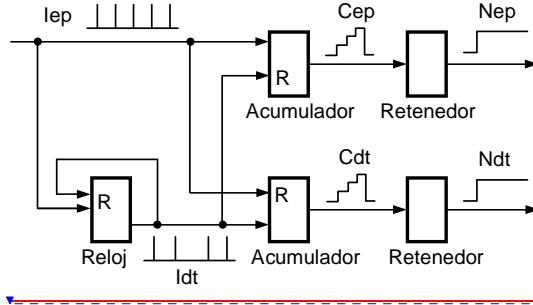 Iep
Cep
Nep
R
Acumulador
Retenedor
Cdt
Ndt
R
R
Reloj
Acumulador
Retenedor
Idt